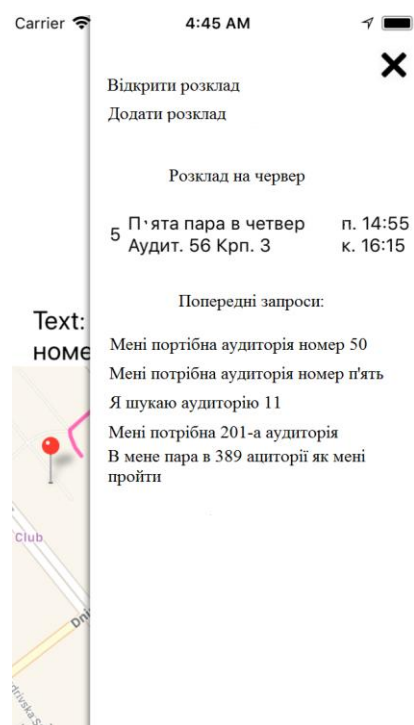 Carrier
4:45 AM
Відкрити розклад
Додати розклад
Розклад на червер
5
П‘ята пара в четвер
п. 14:55
Аудит. 56 Крп. 3
к. 16:15
Text:
номе
Попередні запроси:
Мені портібна аудиторія номер 50
Мені потрібна аудиторія номер п'ять
Я шукаю аудиторію 11
Мені потрібна 201-а аудиторія
В мене пара в 389 ациторії як мені
пройти
Club
Dni
drivska S